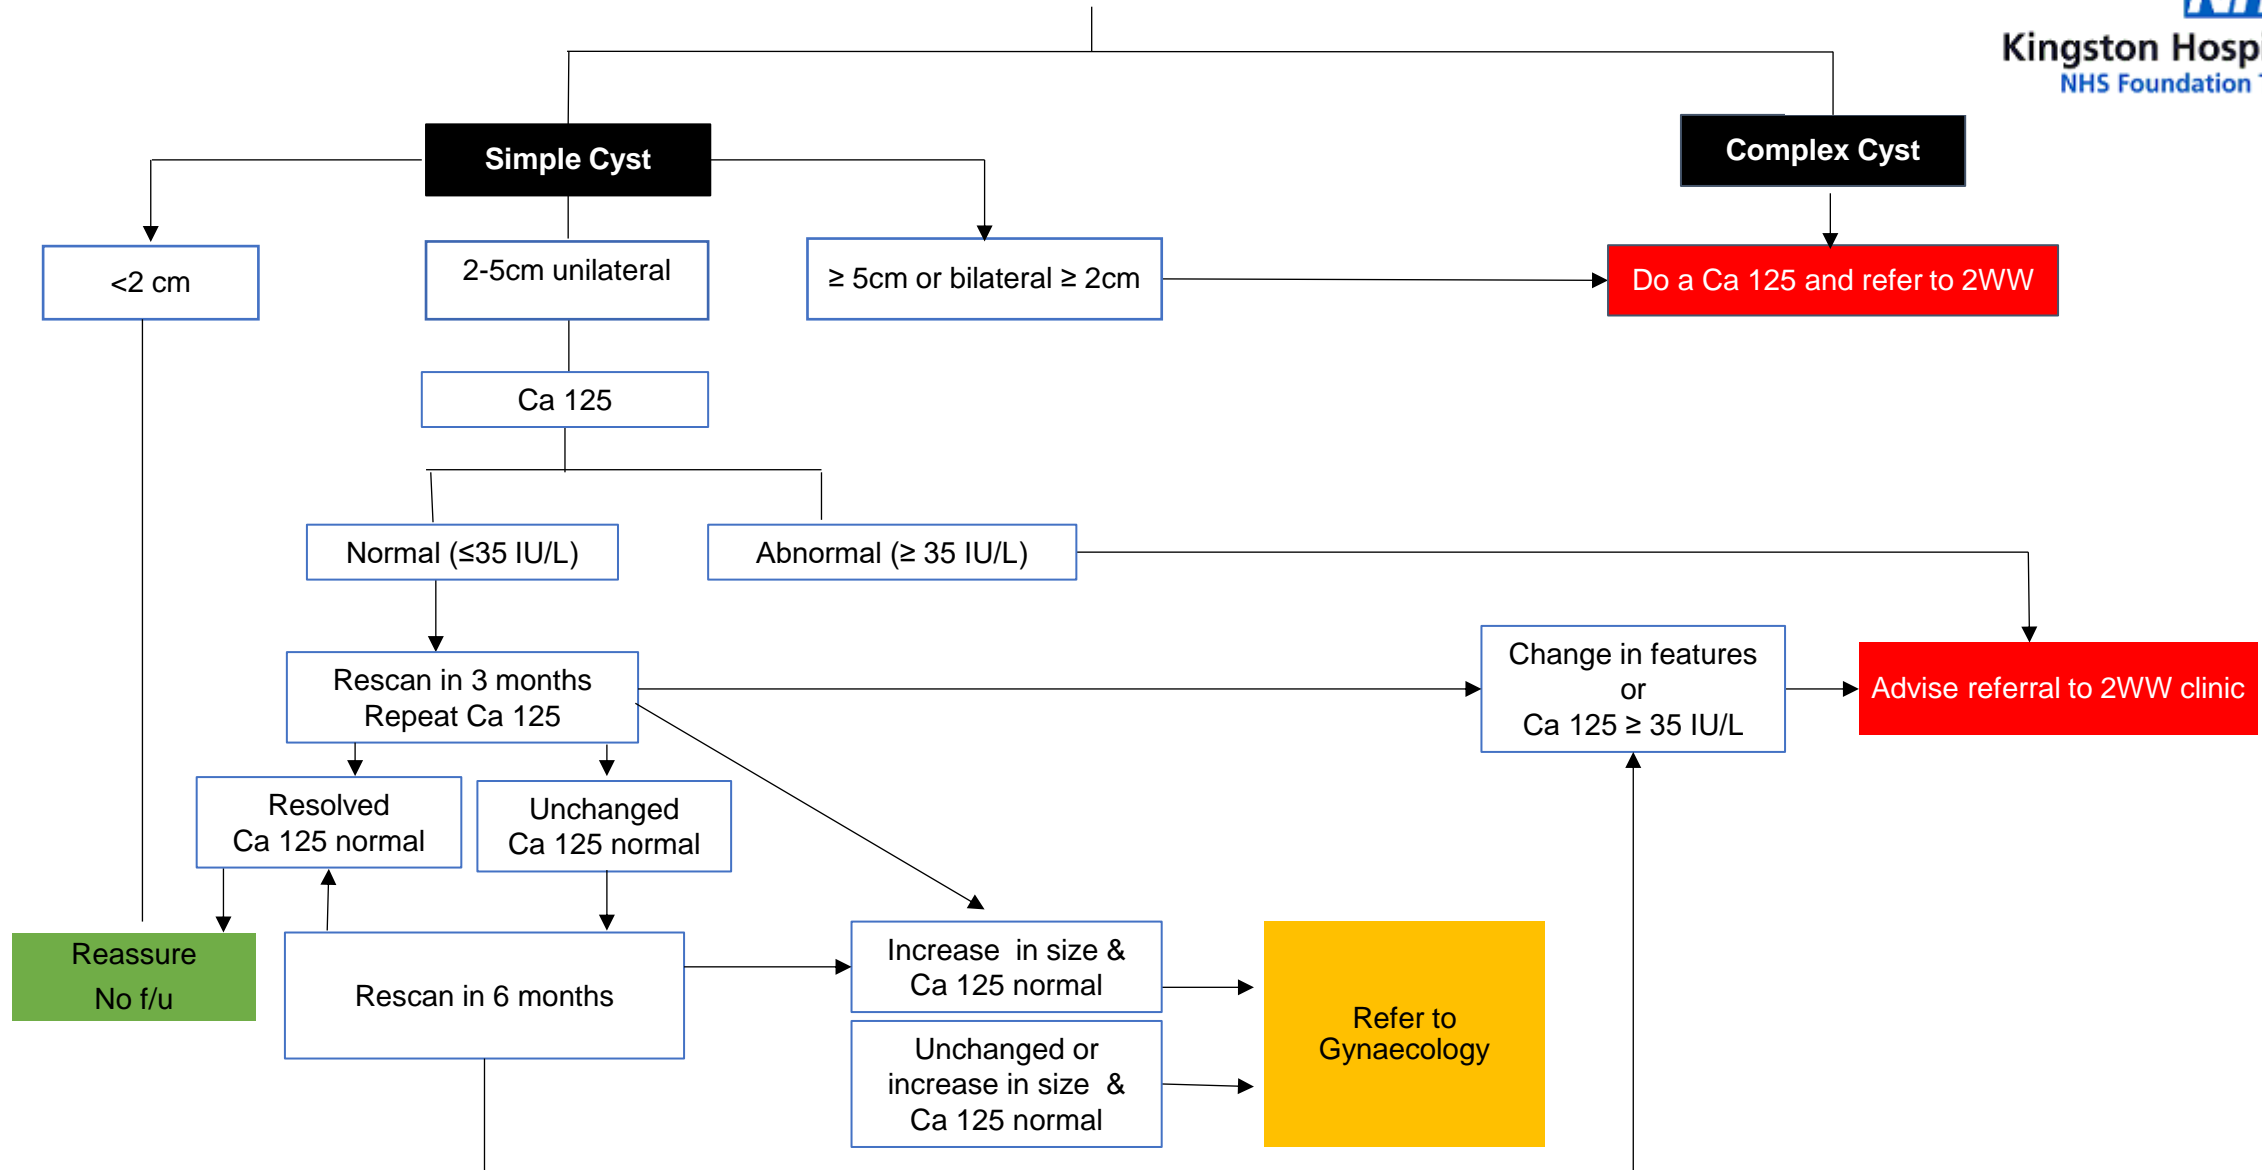 Kingston Hospi
NHS Foundation
Simple Cyst
Complex Cyst
<2 cm
2-5cm unilateral
≥ 5cm or bilateral ≥ 2cm
Do a Ca 125 and refer to 2WW
Ca 125
Normal (≤35 IU/L)
Abnormal (≥ 35 IU/L)
Rescan in 3 months
Repeat Ca 125
Change in features
or
Ca 125 ≥ 35 IU/L
Advise referral to 2WW clinic
Resolved
Ca 125 normal
Unchanged
Ca 125 normal
Reassure
No f/u
Rescan in 6 months
Increase in size &
Ca 125 normal
Unchanged or
increase in size &
Ca 125 normal
Refer to
Gynaecology